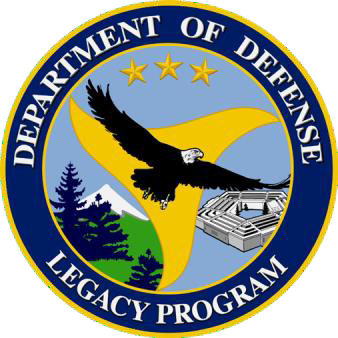 DEPARTMENT OF DEFENSE
LEGACY PROGRAM